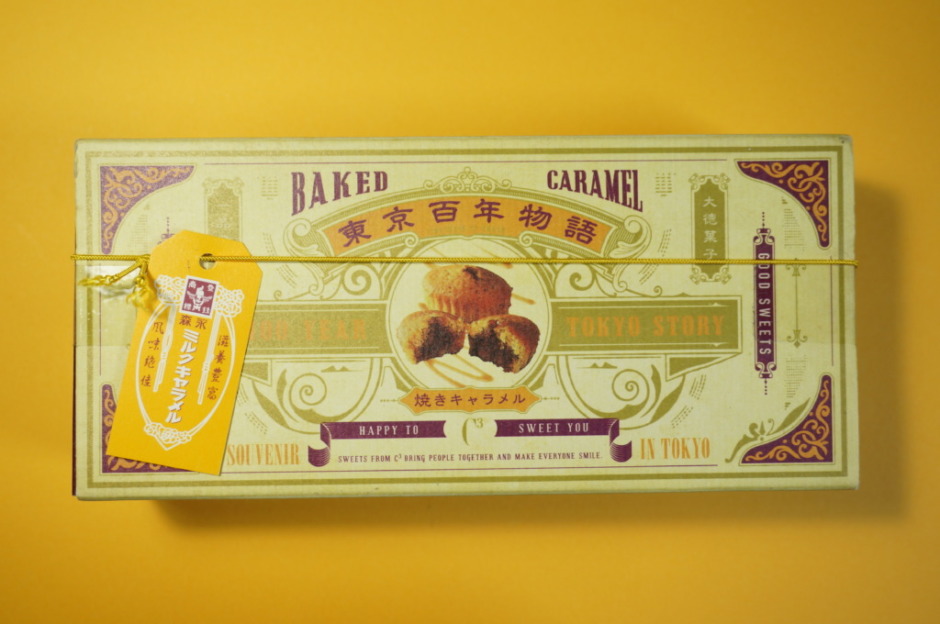 BAKED
CARAMEL
東京百年物語
大徳菓子
GOOD SWEETS
YEAR
TOKYO STORY
焼きキャラメル
HAPPY TO
C³
SWEET YOU
SWEETS FROM C³ BRING PEOPLE TOGETHER AND MAKE EVERYONE SMILE.
SOUVENIR
IN TOKYO
森永
ミルクキャラメル
滋養豊富
風味絶佳